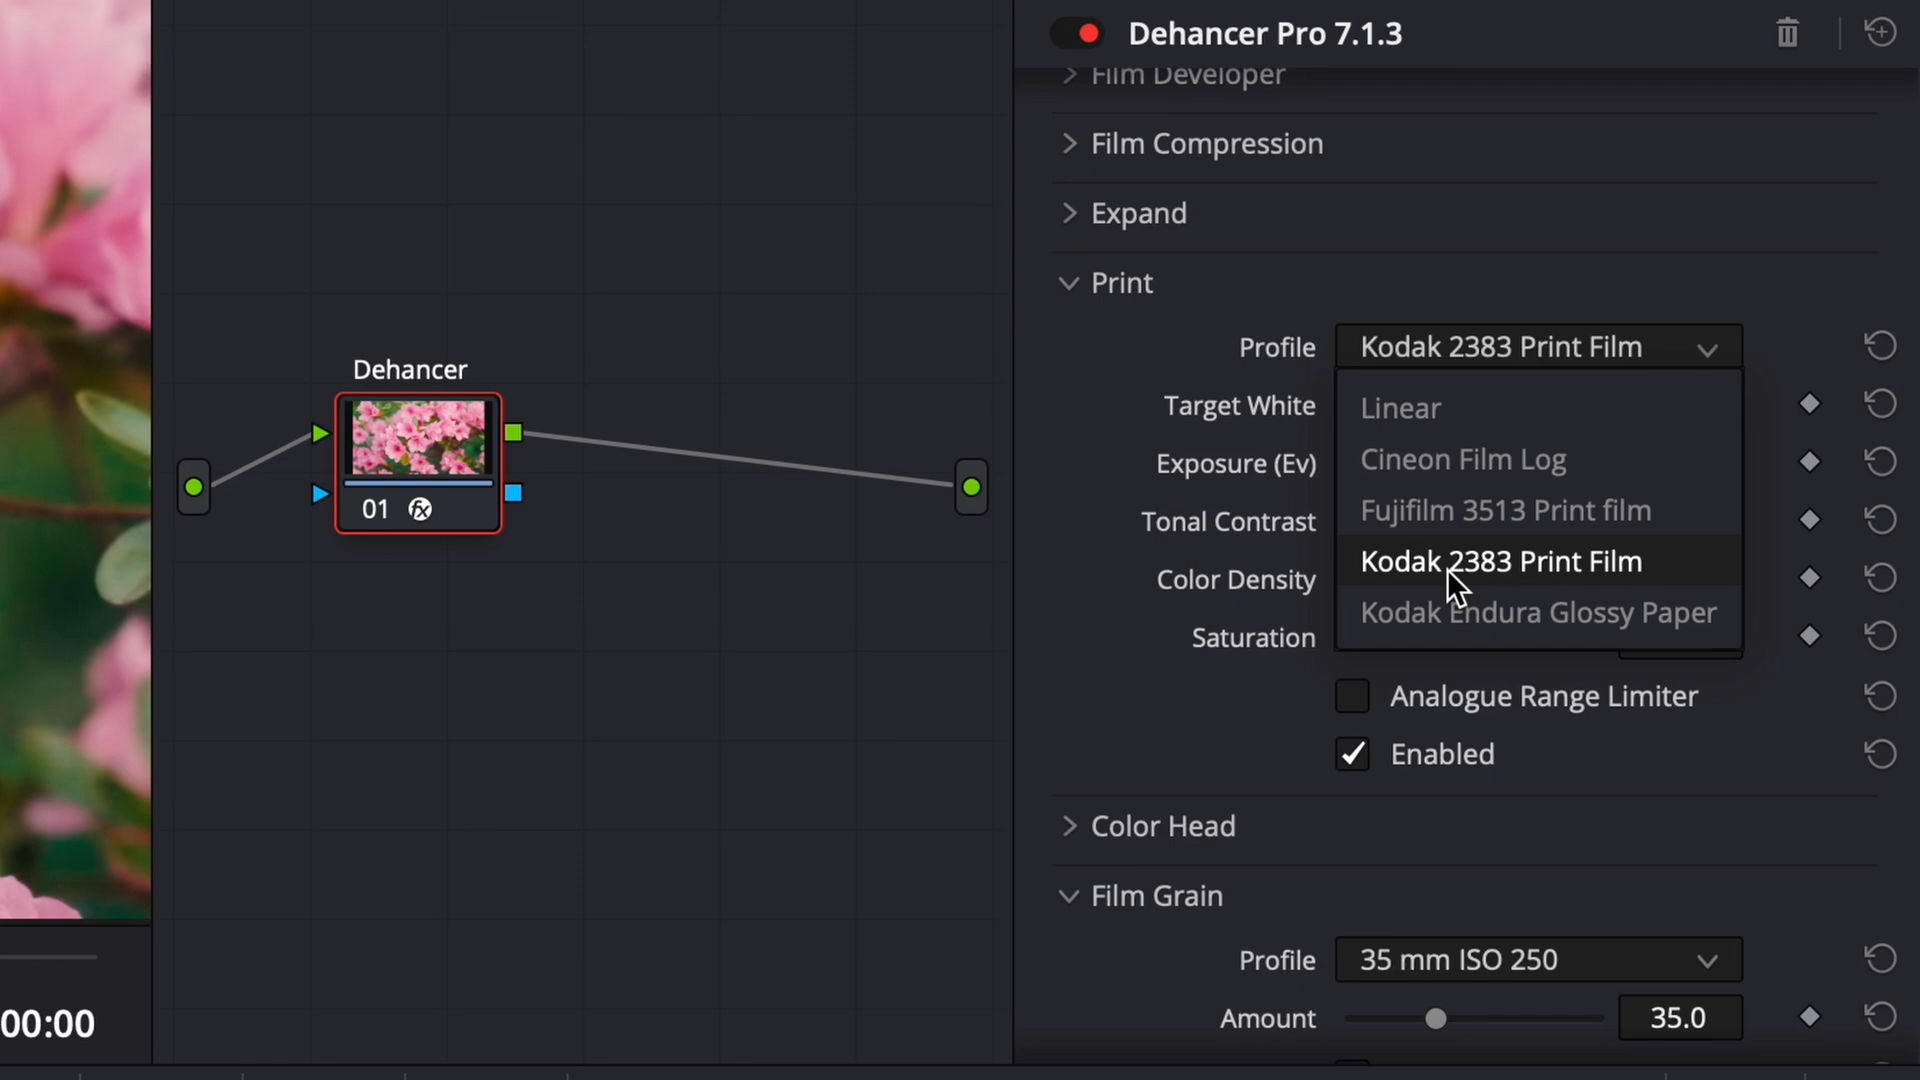 Dehancer Pro 7.1.3
Film Developer
Film Compression
Expand
Print
Profile
Kodak 2383 Print Film
Target White
Linear
Exposure (Ev)
Cineon Film Log
Tonal Contrast
Fujifilm 3513 Print film
Color Density
Kodak 2383 Print Film
Saturation
Kodak Endura Glossy Paper
Analogue Range Limiter
Enabled
Color Head
Film Grain
Profile
35 mm ISO 250
Amount
35.0
Dehancer
01 fx
00:00